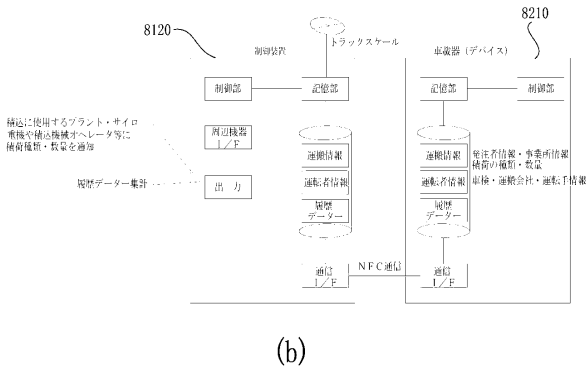 8120
8210
トラックスケール
制御装置
車載器(デバイス)
制御部
記憶部
記憶部
制御部
積込に使用するプラント・サイロ
重機や積込機械オペレータ等に
積荷種類・数量を通知
周辺機器
I/F
運搬情報
運搬情報
発注者情報・事業所情報
積荷の種類・数量
履歴データー集計
出力
運転者情報
運転者情報
車検・運搬会社・運転手情報
履歴
データー
履歴
データー
通信
I/F
NFC通信
通信
I/F
(b)